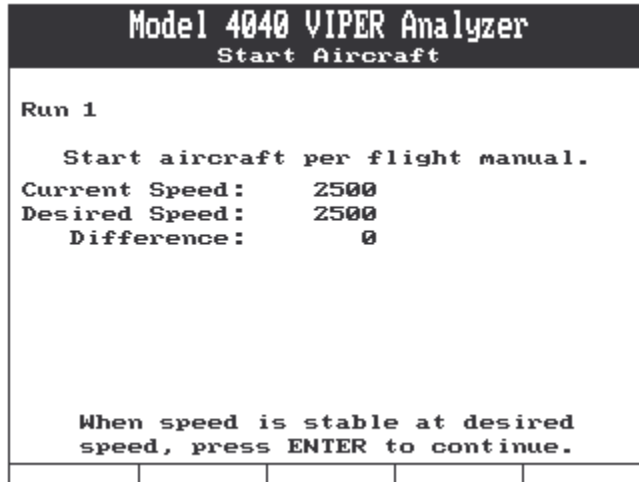 Model 4040 VIPER Analyzer
Start Aircraft
Run 1
Start aircraft per flight manual.
Current Speed: 2500
Desired Speed: 2500
Difference: 0
When speed is stable at desired
speed, press ENTER to continue.